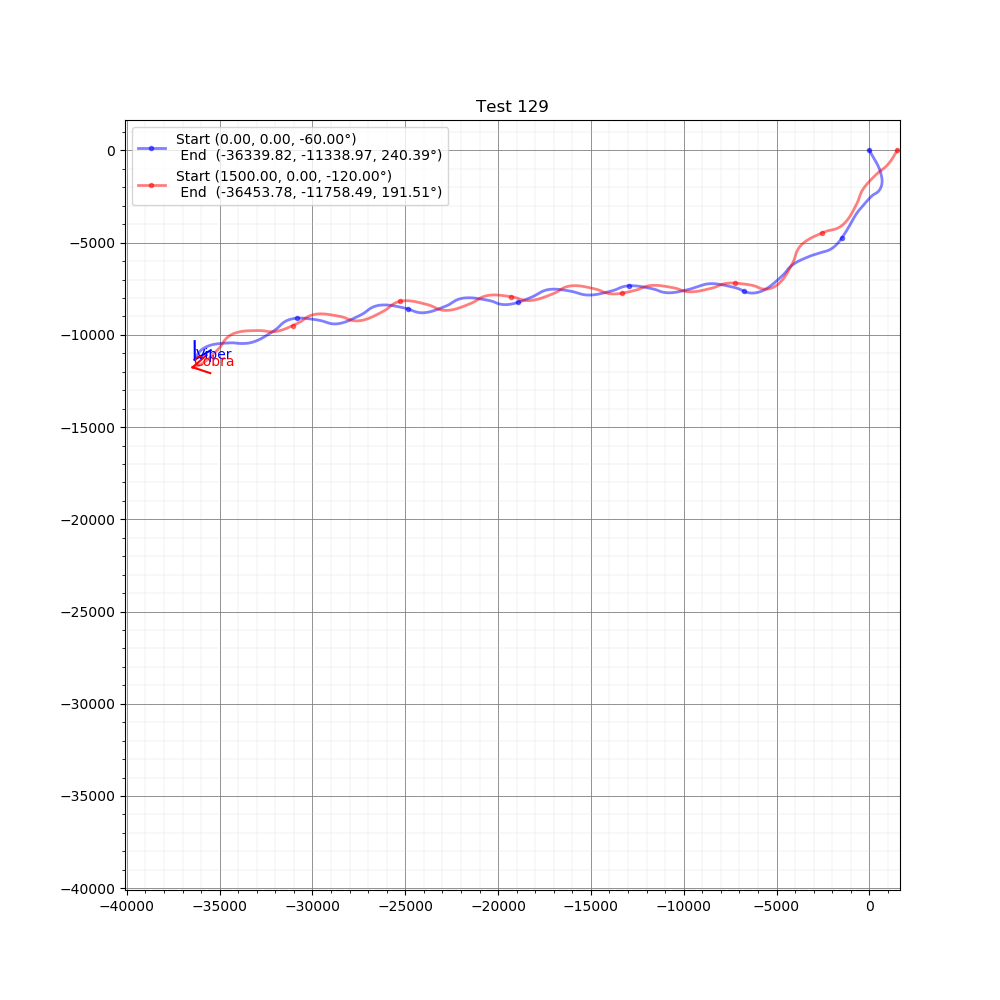 Test 129
Start (0.00, 0.00, -60.00°)
End  (-36339.82, -11338.97, 240.39°)
Start (1500.00, 0.00, -120.00°)
End  (-36453.78, -11758.49, 191.51°)
0
−5000
−10000
−15000
−20000
−25000
−30000
−35000
−40000
Viper
Cobra
−40000 −35000 −30000 −25000 −20000 −15000 −10000 −5000 0